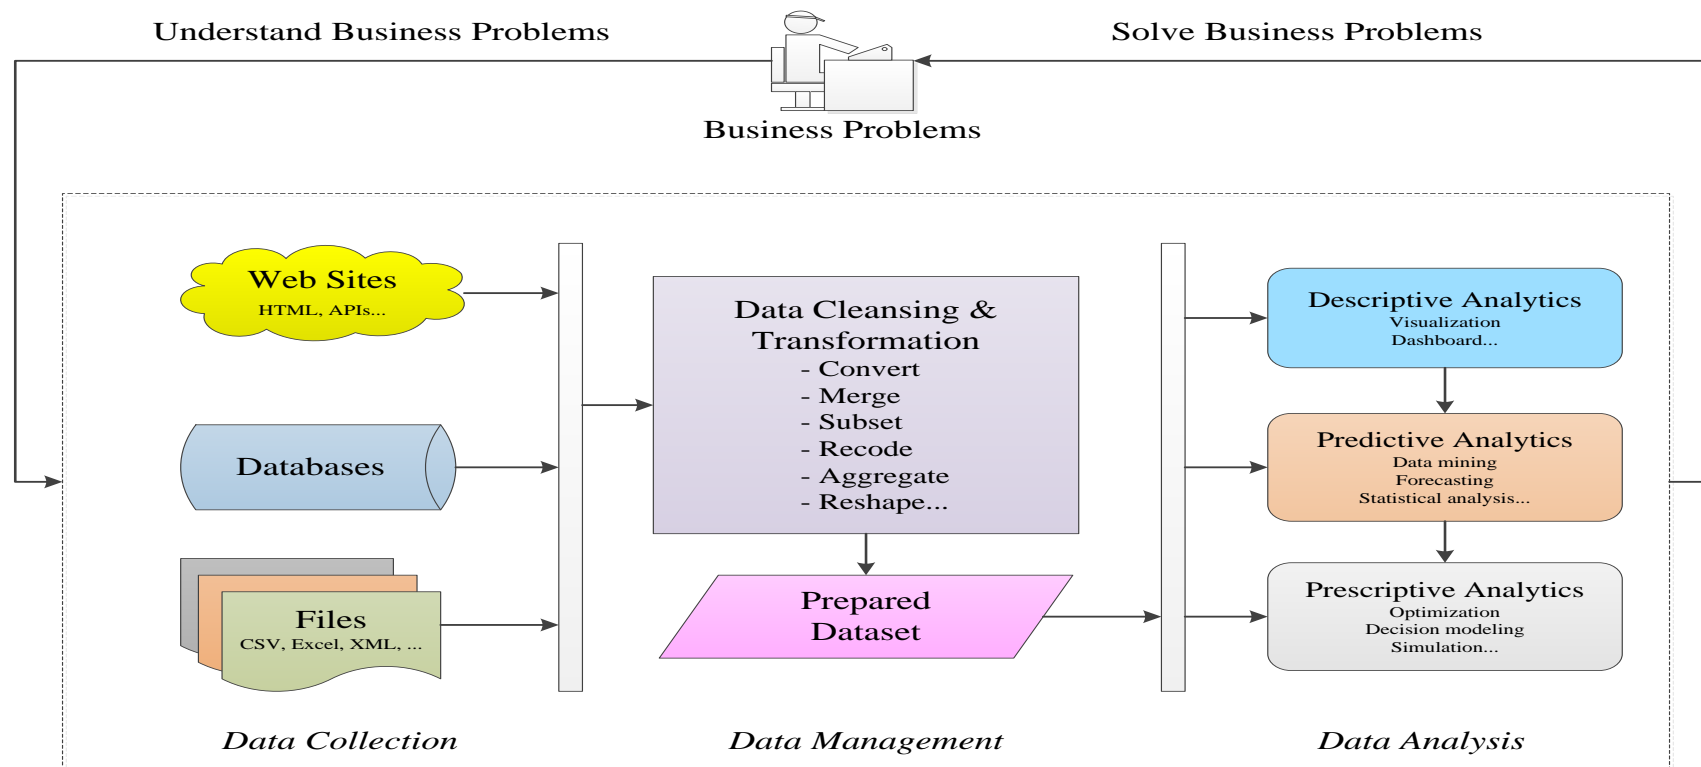 Understand Business Problems
Solve Business Problems
Business Problems
Web Sites
HTML, APIs...
Databases
Files
CSV, Excel, XML, ...
Data Collection
Data Cleansing &
Transformation
- Convert
- Merge
- Subset
- Recode
- Aggregate
- Reshape...
Prepared
Dataset
Data Management
Descriptive Analytics
Visualization
Dashboard...
Predictive Analytics
Data mining
Forecasting
Statistical analysis...
Prescriptive Analytics
Optimization
Decision modeling
Simulation...
Data Analysis